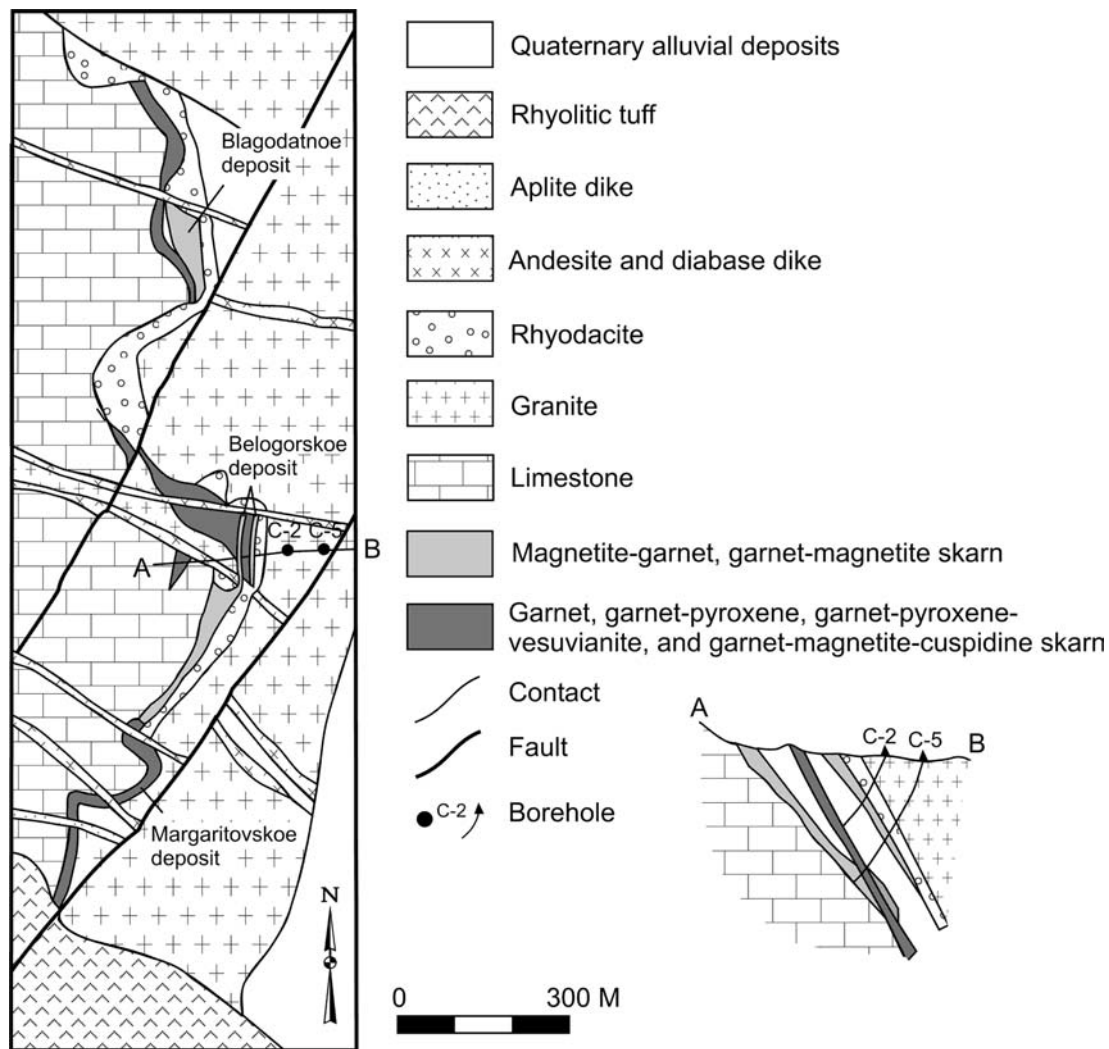 Blagodatnoe
deposit
Belogorskoe
deposit
C-2 C-5
A
B
Margaritovskoe
deposit
N
Quaternary alluvial deposits
Rhyolitic tuff
Aplite dike
Andesite and diabase dike
Rhyodacite
Granite
Limestone
Magnetite-garnet, garnet-magnetite skarn
Garnet, garnet-pyroxene, garnet-pyroxene-
vesuvianite, and garnet-magnetite-cuspidine skarn
Contact
Fault
C-2 Borehole
A
C-2 C-5
B
0 300 M